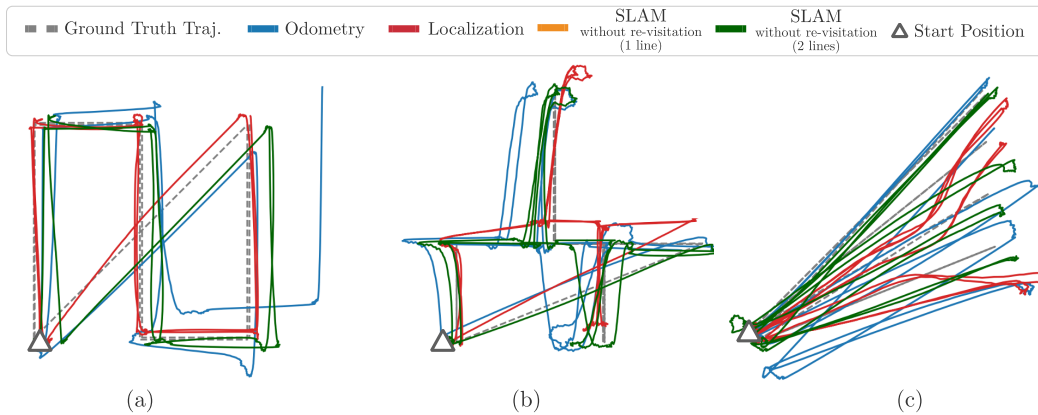 Ground Truth Traj.
Odometry
Localization
SLAM
without re-visitation
(1 line)
SLAM
without re-visitation
(2 lines)
Start Position
(a)
(b)
(c)